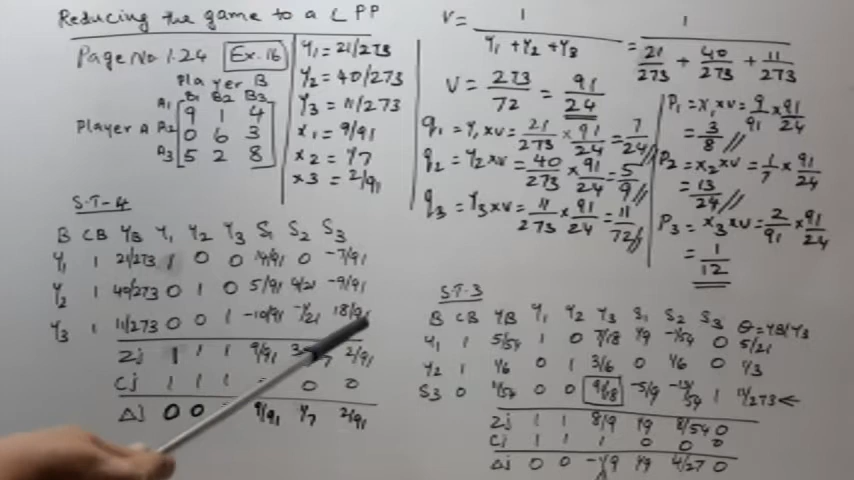 Reducing the game to a LPP
Page No 1.24 Ex.16
Player B
B1 B2 B3
A1 9 1 4
Player A A2 0 6 3
A3 5 2 8
Y1 = 21/273
Y2 = 40/273
Y3 = 11/273
x1 = 9/91
x2 = 1/7
x3 = 2/91
V = 1 / (Y1 + Y2 + Y3) = 1 / (21/273 + 40/273 + 11/273)
V = 273/72 = 91/24
q1 = Y1 x v = 21/273 x 91/24 = 7/24
q2 = Y2 x v = 40/273 x 91/24 = 5/9
q3 = Y3 x v = 11/273 x 91/24 = 11/72
P1 = x1 x v = 9/91 x 91/24
= 3/8
P2 = x2 x v = 1/7 x 91/24
= 13/24
P3 = x3 x v = 2/91 x 91/24
= 1/12
S.T-4
B CB YB Y1 Y2 Y3 S1 S2 S3
Y1 1 21/273 1 0 0 14/91 0 -7/91
Y2 1 40/273 0 1 0 5/91 4/21 -9/91
Y3 1 11/273 0 0 1 -10/91 -1/21 18/91
Zj 1 1 1 9/91 2/91
Cj 1 1 1 0 0
Δj 0 0 9/91 1/7 2/91
S.T-3
B CB YB Y1 Y2 Y3 S1 S2 S3 θ=YB/Y3
Y1 1 5/54 1 0 7/18 1/9 -1/54 0 5/21
Y2 1 1/6 0 1 3/6 0 1/6 0 1/3
S3 0 0 0 -5/9 1 11/273 ←
Zj 1 1 8/9 1/9 8/54 0
Cj 1 1 1 0 0 0
Δj 0 0 -1/9 1/9 4/27 0